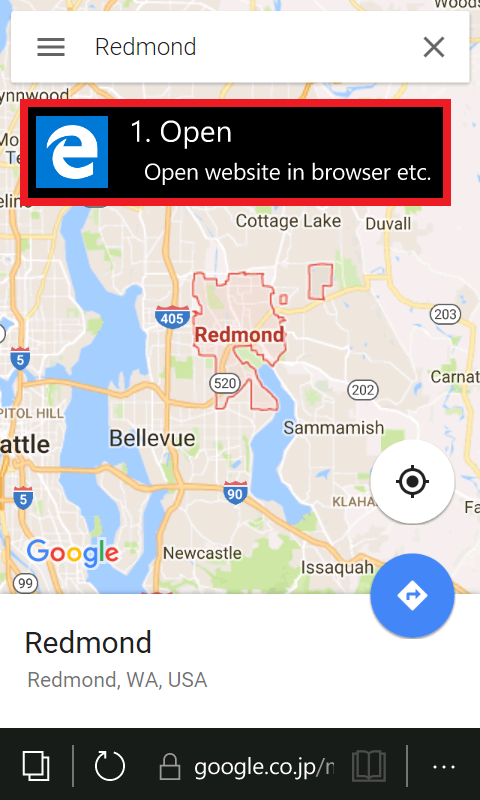 Woods
Redmond
ynnwood
1. Open
Open website in browser etc.
Cottage Lake
Duvall
405
Redmond
203
5
520
202
Carnat
PITOL HILL
attle
Bellevue
Sammamish
5
90
KLAHA
Fa
Google
Newcastle
Issaquah
99
Redmond
Redmond, WA, USA
google.co.jp/